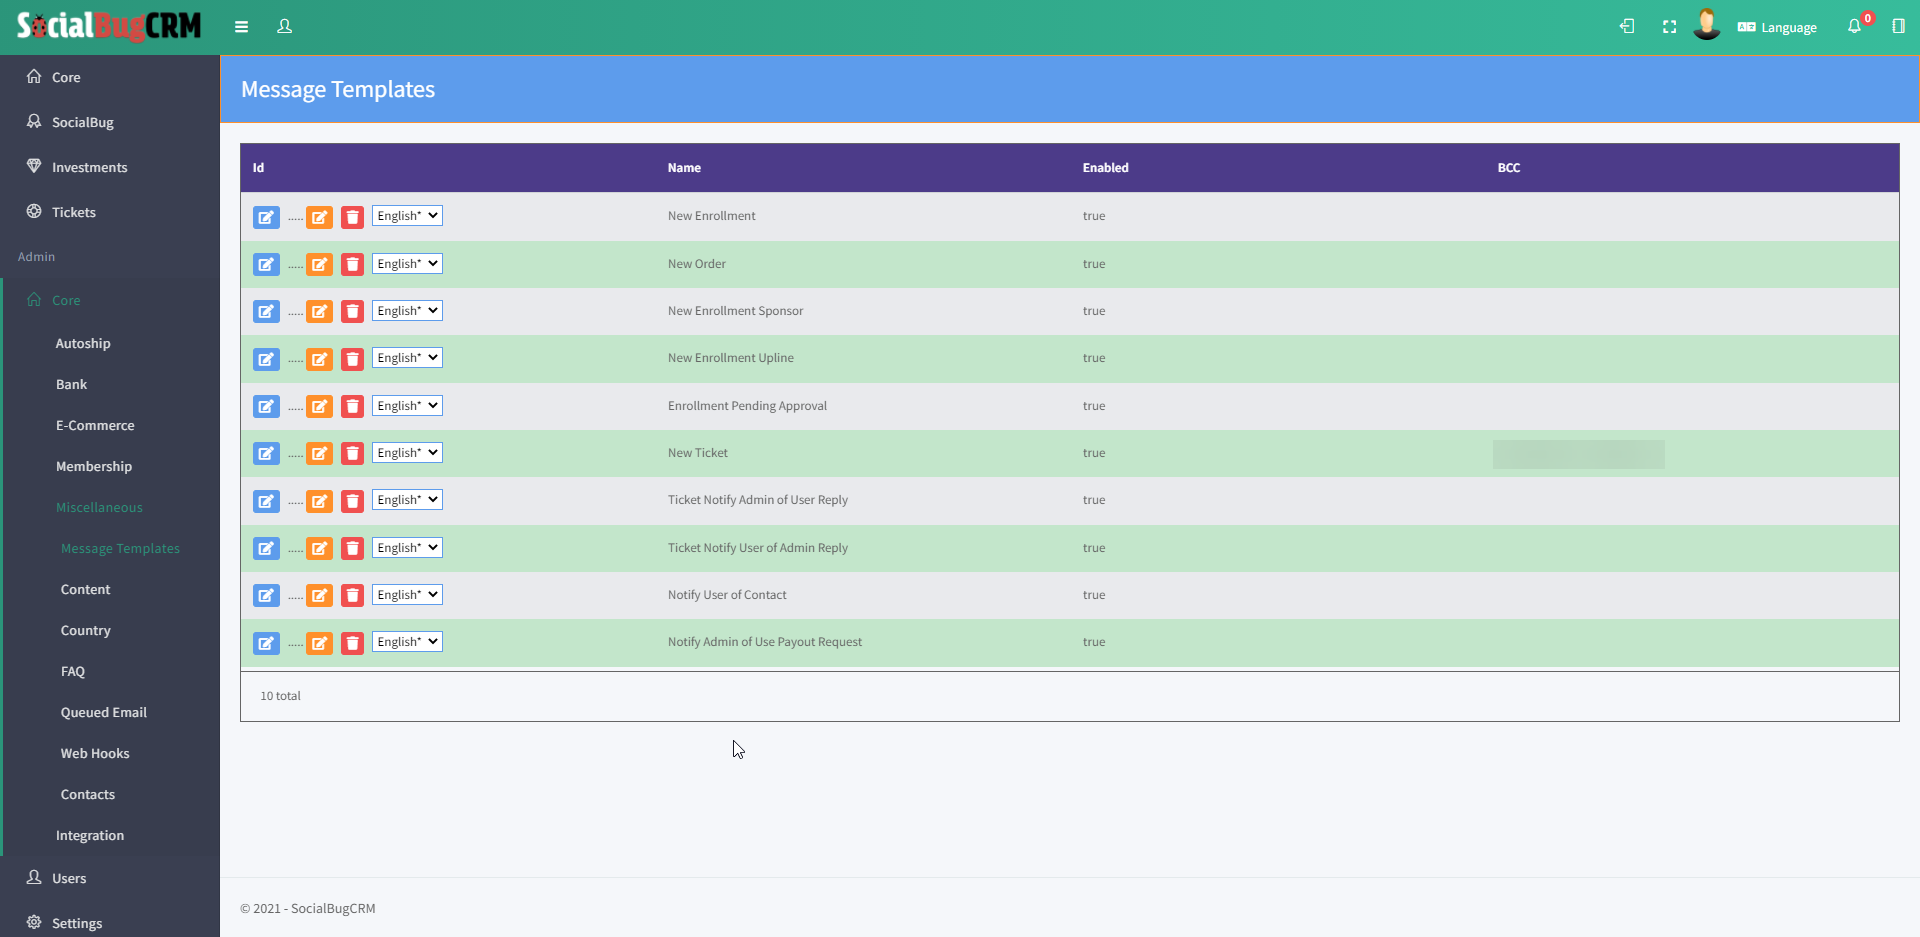 SocialBugCRM
Language
0
Core
SocialBug
Investments
Tickets
Admin
Core
Autoship
Bank
E-Commerce
Membership
Miscellaneous
Message Templates
Content
Country
FAQ
Queued Email
Web Hooks
Contacts
Integration
Users
Settings
Message Templates
Id Name Enabled BCC
..... English* New Enrollment true
..... English* New Order true
..... English* New Enrollment Sponsor true
..... English* New Enrollment Upline true
..... English* Enrollment Pending Approval true
..... English* New Ticket true
..... English* Ticket Notify Admin of User Reply true
..... English* Ticket Notify User of Admin Reply true
..... English* Notify User of Contact true
..... English* Notify Admin of Use Payout Request true
10 total
© 2021 - SocialBugCRM